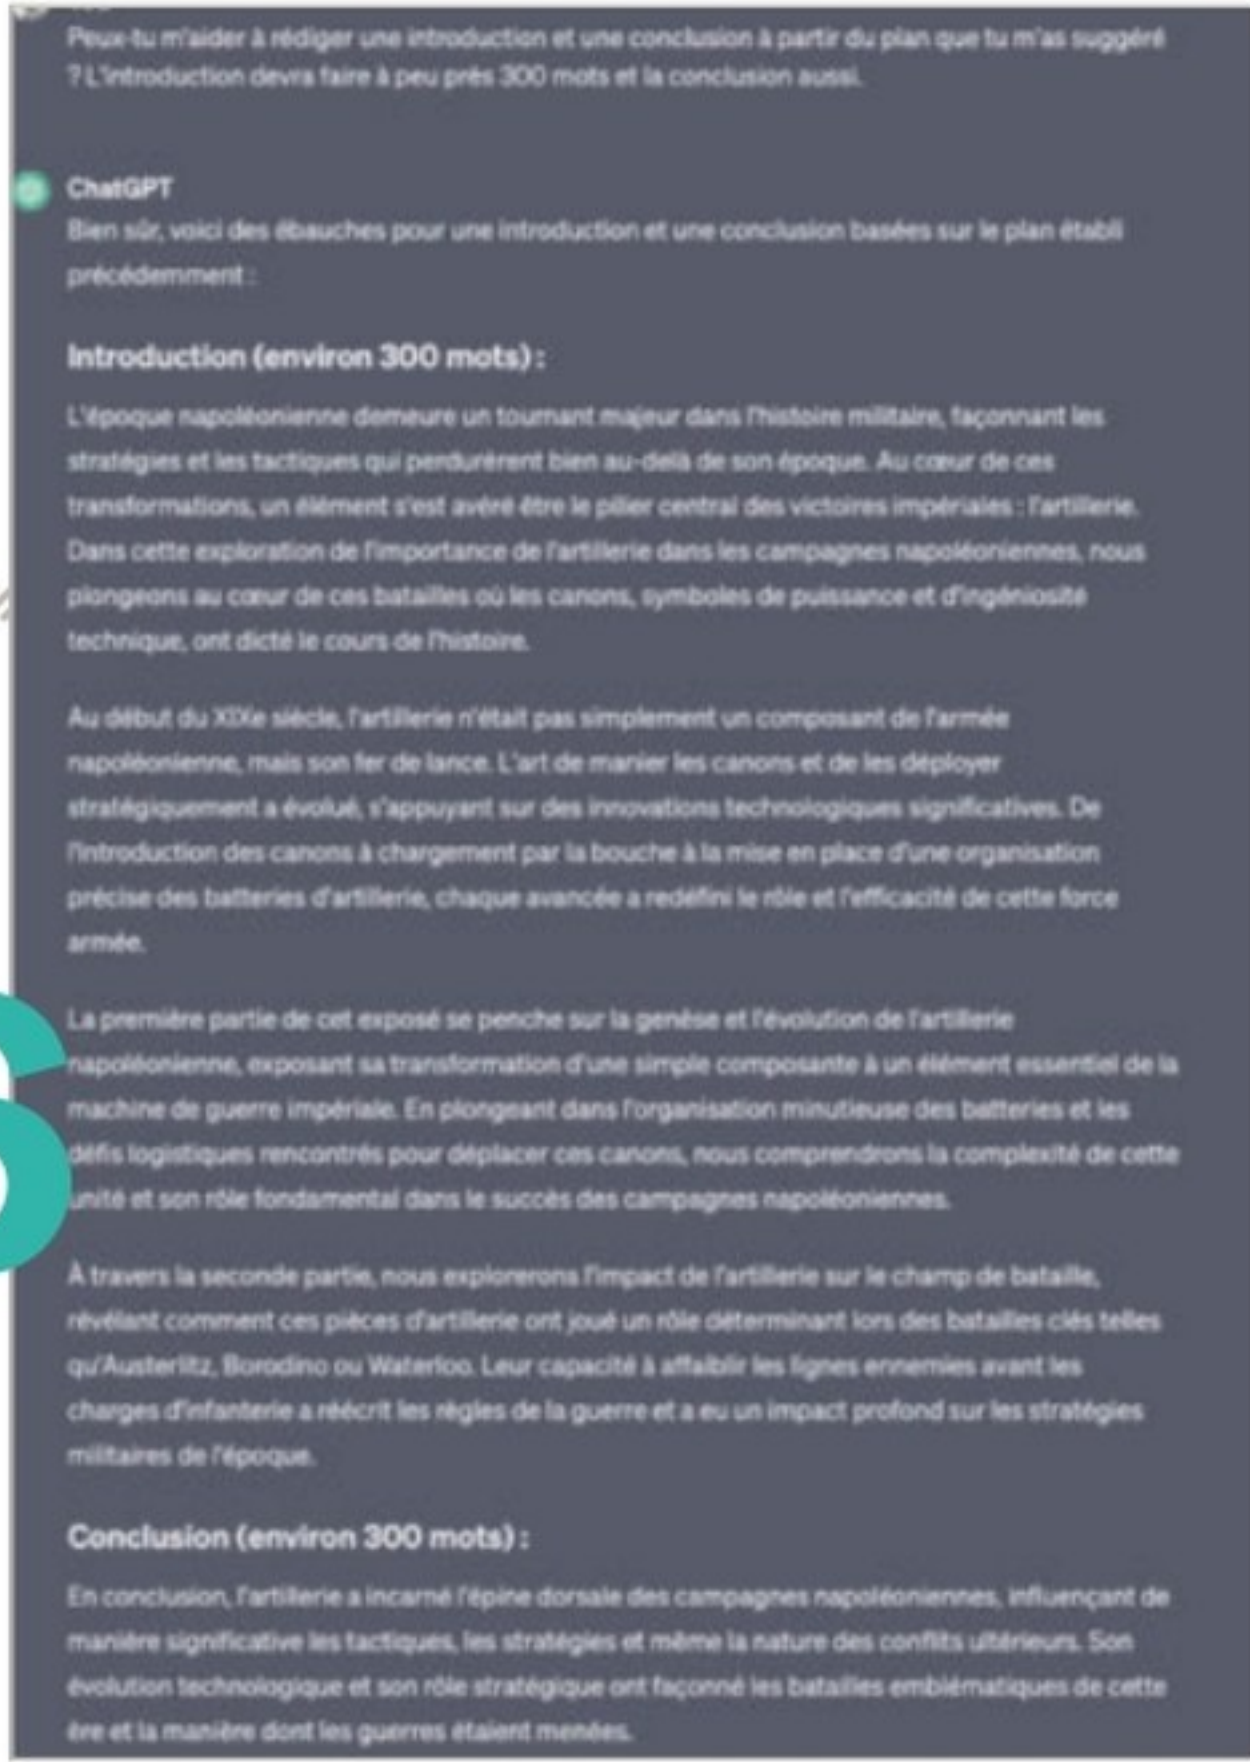 Peux-tu m'aider à rédiger une introduction et une conclusion à partir du plan que tu m'as suggéré
? L'introduction devra faire à peu près 300 mots et la conclusion aussi.
ChatGPT
Bien sûr, voici des ébauches pour une introduction et une conclusion basées sur le plan établi
précédemment :
Introduction (environ 300 mots) :
L'époque napoléonienne demeure un tournant majeur dans l'histoire militaire, façonnant les
stratégies et les tactiques qui perdurèrent bien au-delà de son époque. Au cœur de ces
transformations, un élément s'est avéré être le pilier central des victoires impériales : l'artillerie.
Dans cette exploration de l'importance de l'artillerie dans les campagnes napoléoniennes, nous
plongeons au cœur de ces batailles où les canons, symboles de puissance et d'ingéniosité
technique, ont dicté le cours de l'histoire.
Au début du XIXe siècle, l'artillerie n'était pas simplement un composant de l'armée
napoléonienne, mais son fer de lance. L'art de manier les canons et de les déployer
stratégiquement a évolué, s'appuyant sur des innovations technologiques significatives. De
l'introduction des canons à chargement par la bouche à la mise en place d'une organisation
précise des batteries d'artillerie, chaque avancée a redéfini le rôle et l'efficacité de cette force
armée.
La première partie de cet exposé se penche sur la genèse et l'évolution de l'artillerie
napoléonienne, exposant sa transformation d'une simple composante à un élément essentiel de la
machine de guerre impériale. En plongeant dans l'organisation minutieuse des batteries et les
défis logistiques rencontrés pour déplacer ces canons, nous comprendrons la complexité de cette
unité et son rôle fondamental dans le succès des campagnes napoléoniennes.
À travers la seconde partie, nous explorerons l'impact de l'artillerie sur le champ de bataille,
révélant comment ces pièces d'artillerie ont joué un rôle déterminant lors des batailles clés telles
qu'Austerlitz, Borodino ou Waterloo. Leur capacité à affaiblir les lignes ennemies avant les
charges d'infanterie a réécrit les règles de la guerre et a eu un impact profond sur les stratégies
militaires de l'époque.
Conclusion (environ 300 mots) :
En conclusion, l'artillerie a incarné l'épine dorsale des campagnes napoléoniennes, influençant de
manière significative les tactiques, les stratégies et même la nature des conflits ultérieurs. Son
évolution technologique et son rôle stratégique ont façonné les batailles emblématiques de cette
ère et la manière dont les guerres étaient menées.